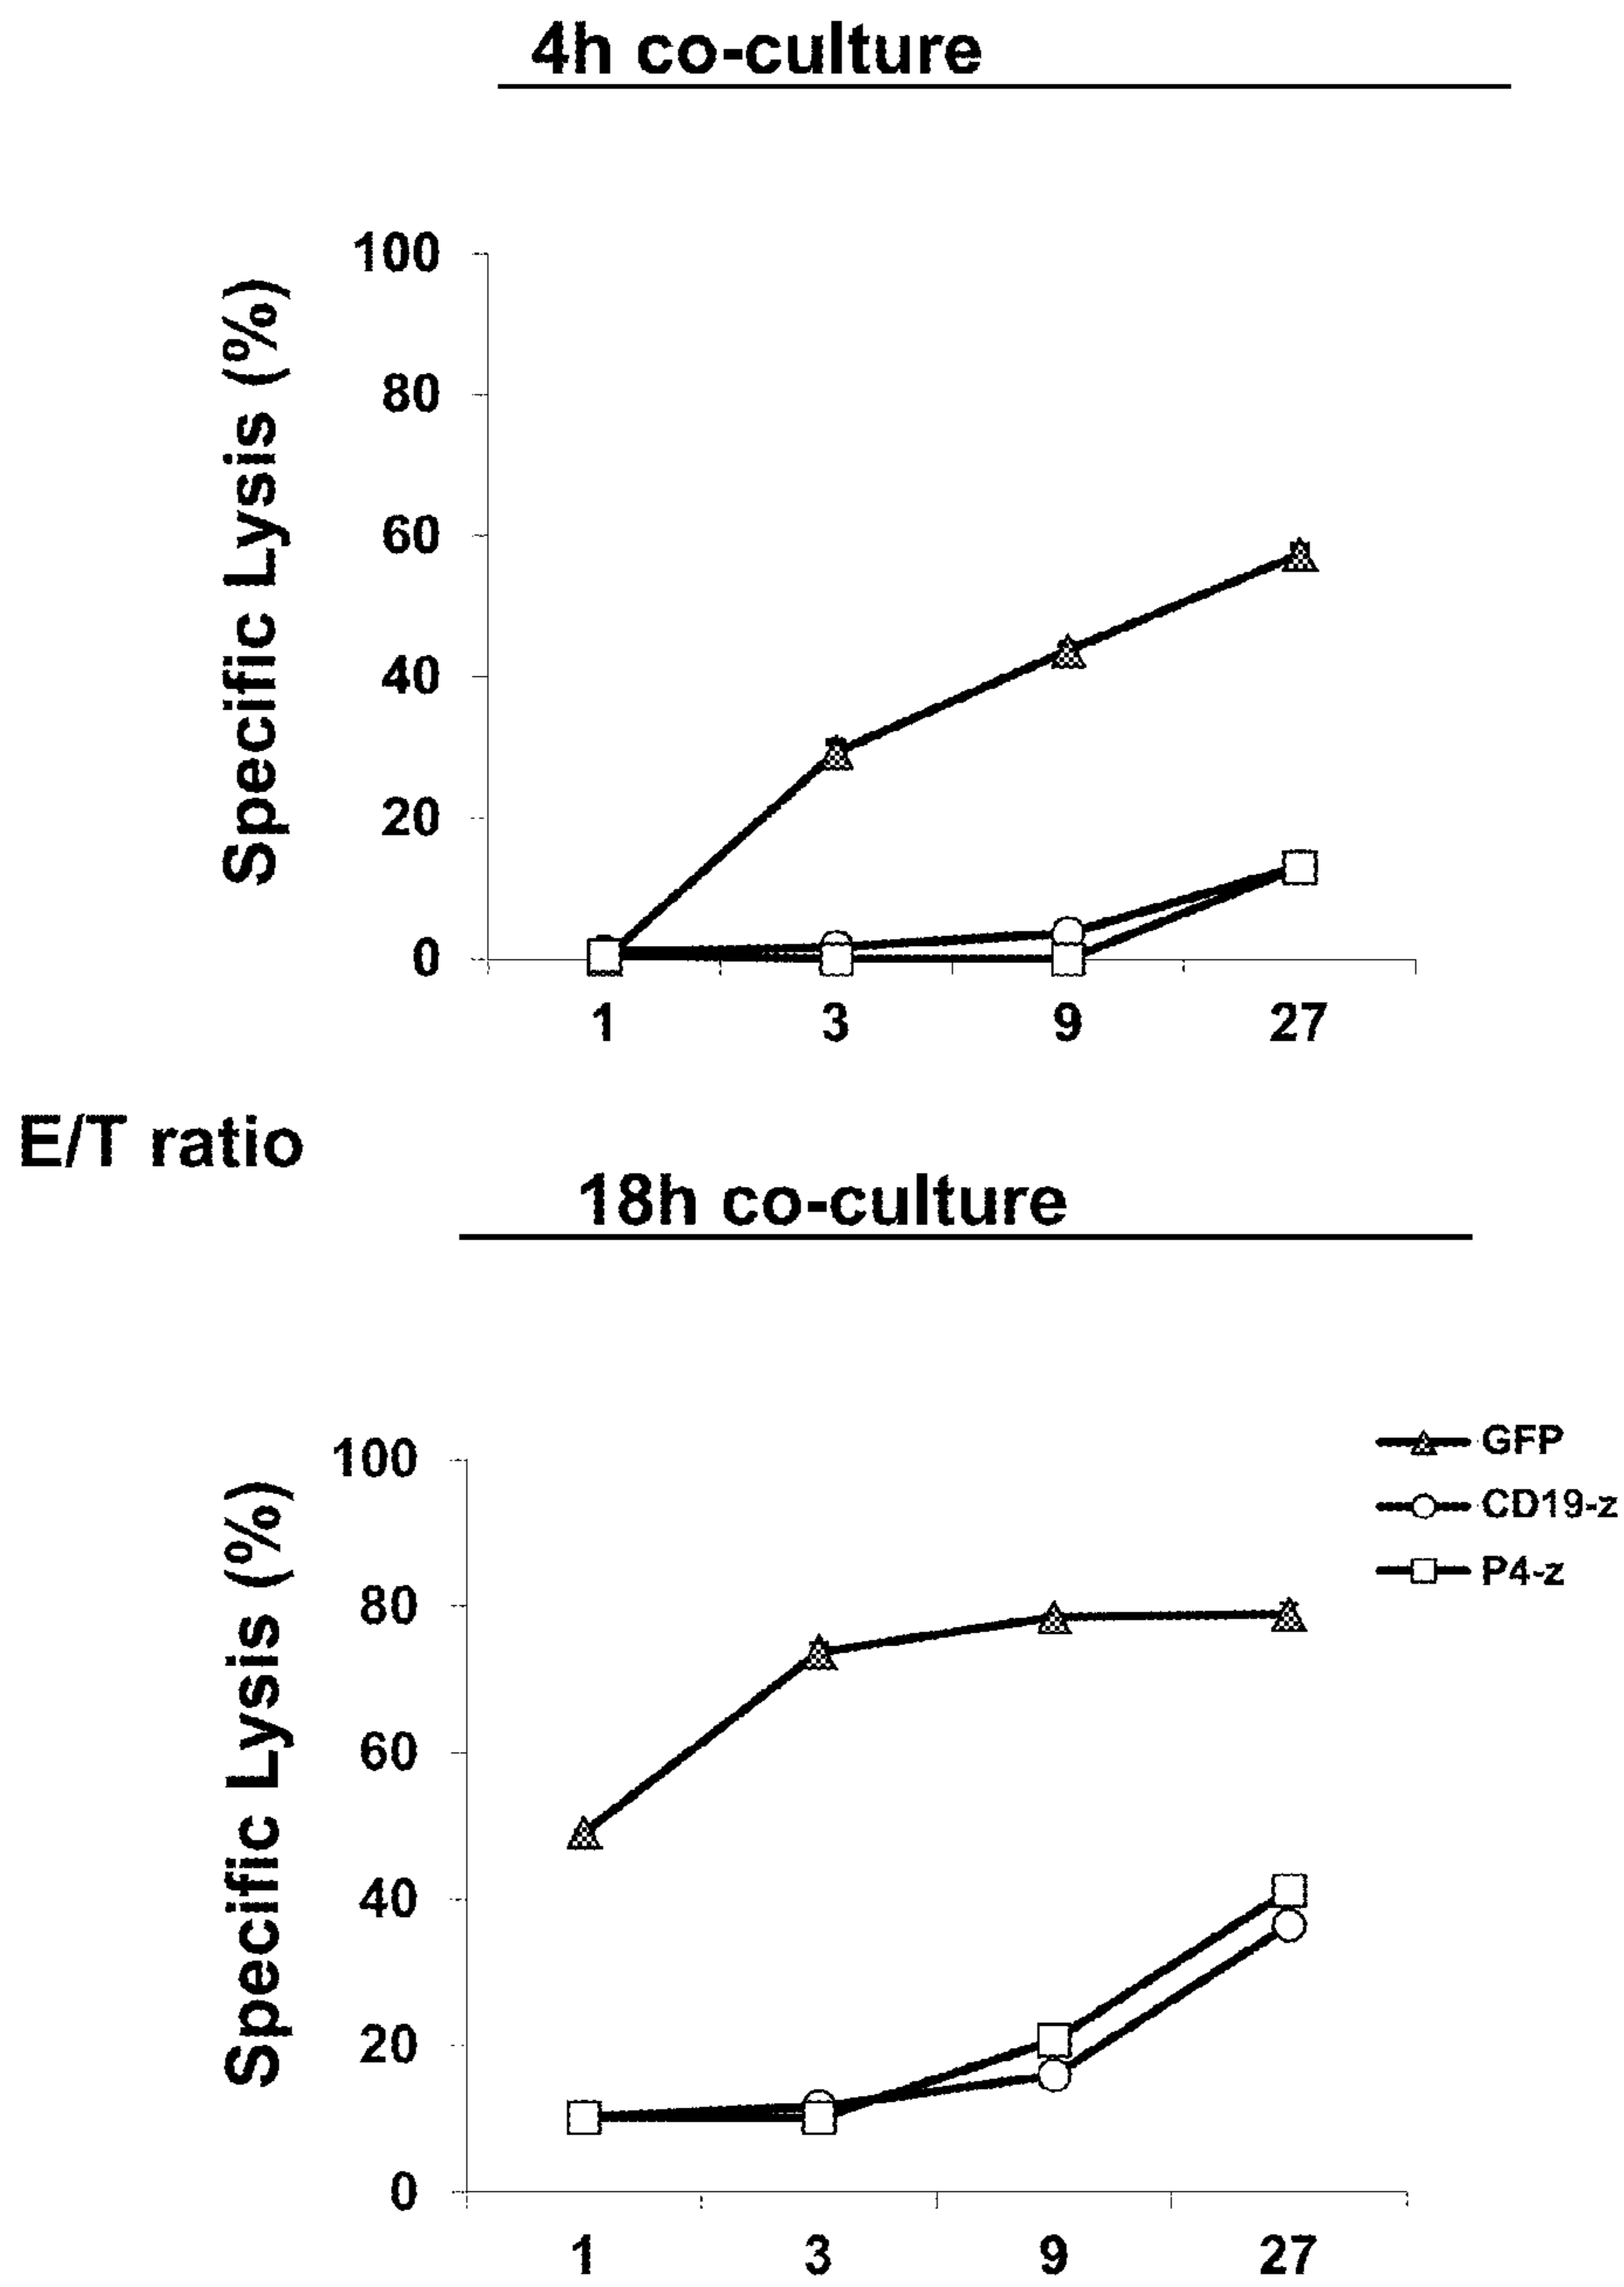 4h co-culture
Specific Lysis (%)
100
80
60
40
20
0
1 3 9 27
E/T ratio
18h co-culture
Specific Lysis (%)
100
80
60
40
20
0
GFP
CD19-z
P4-z
1 3 9 27